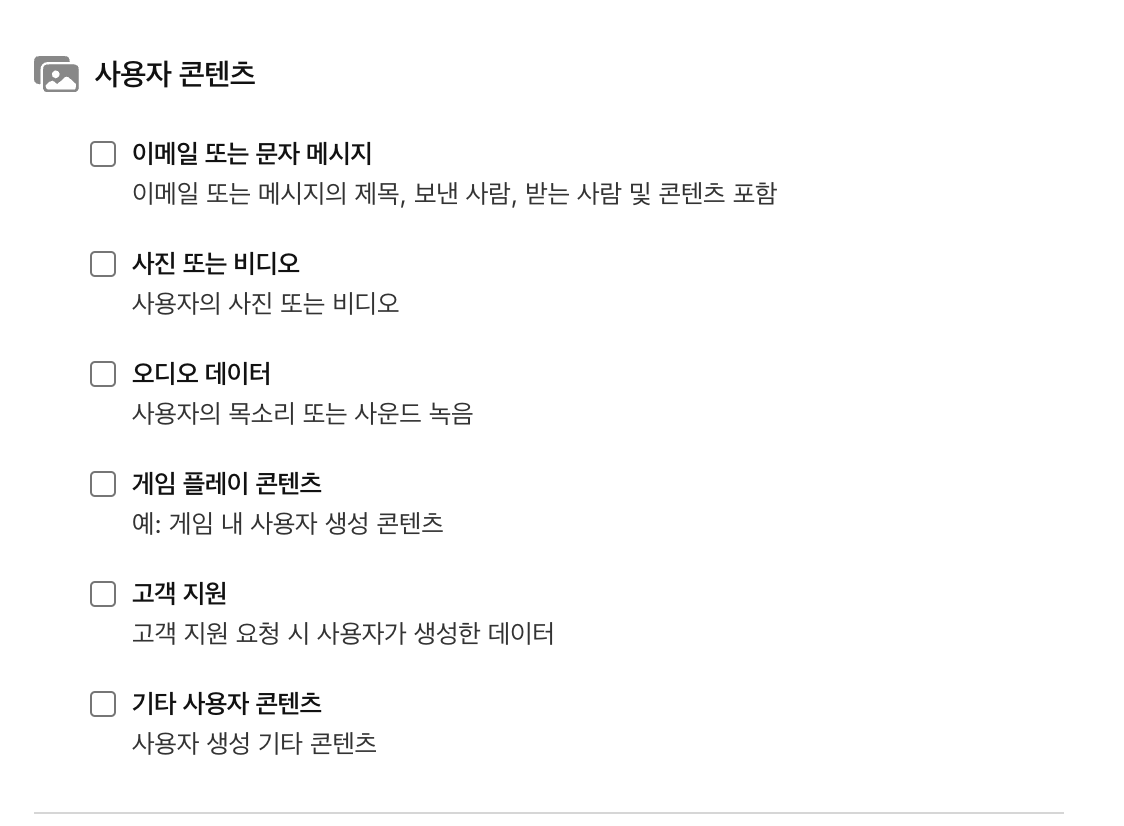 사용자 콘텐츠
이메일 또는 문자 메시지
이메일 또는 메시지의 제목, 보낸 사람, 받는 사람 및 콘텐츠 포함
사진 또는 비디오
사용자의 사진 또는 비디오
오디오 데이터
사용자의 목소리 또는 사운드 녹음
게임 플레이 콘텐츠
예: 게임 내 사용자 생성 콘텐츠
고객 지원
고객 지원 요청 시 사용자가 생성한 데이터
기타 사용자 콘텐츠
사용자 생성 기타 콘텐츠